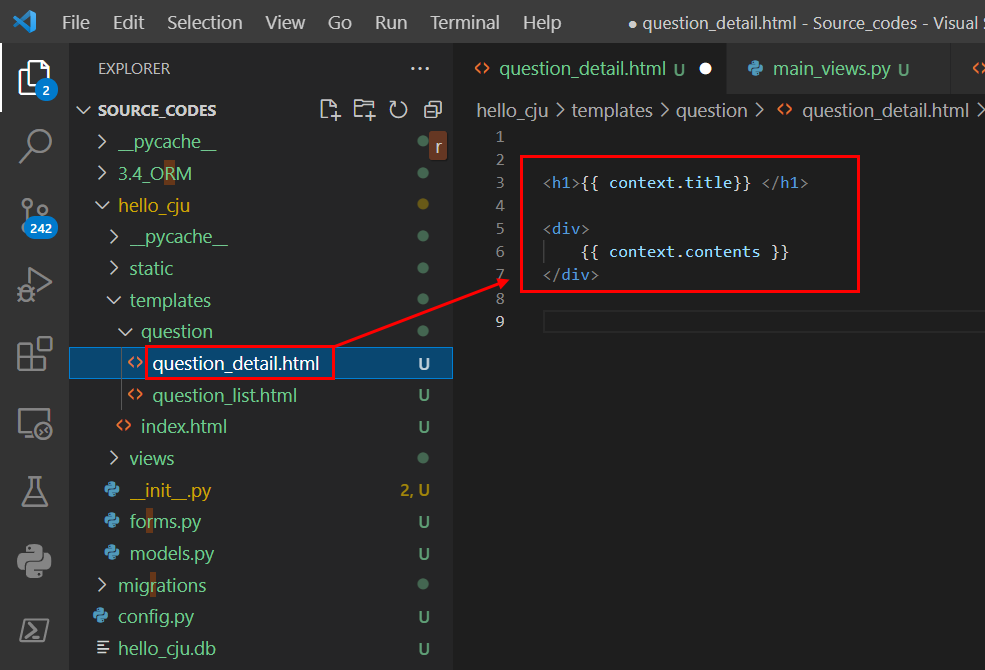 File Edit Selection View Go Run Terminal Help ● question_detail.html - Source_codes - Visual S
EXPLORER ...
SOURCE_CODES
__pycache__
r
3.4_ORM
hello_cju
__pycache__
static
templates
question
question_detail.html U
question_list.html U
index.html U
views
__init__.py 2, U
forms.py U
models.py U
migrations
config.py U
hello_cju.db U
2
242
question_detail.html U ● main_views.py U
hello_cju > templates > question > question_detail.html >
1
2
3 <h1>{{ context.title}} </h1>
4
5 <div>
6 {{ context.contents }}
7 </div>
8
9